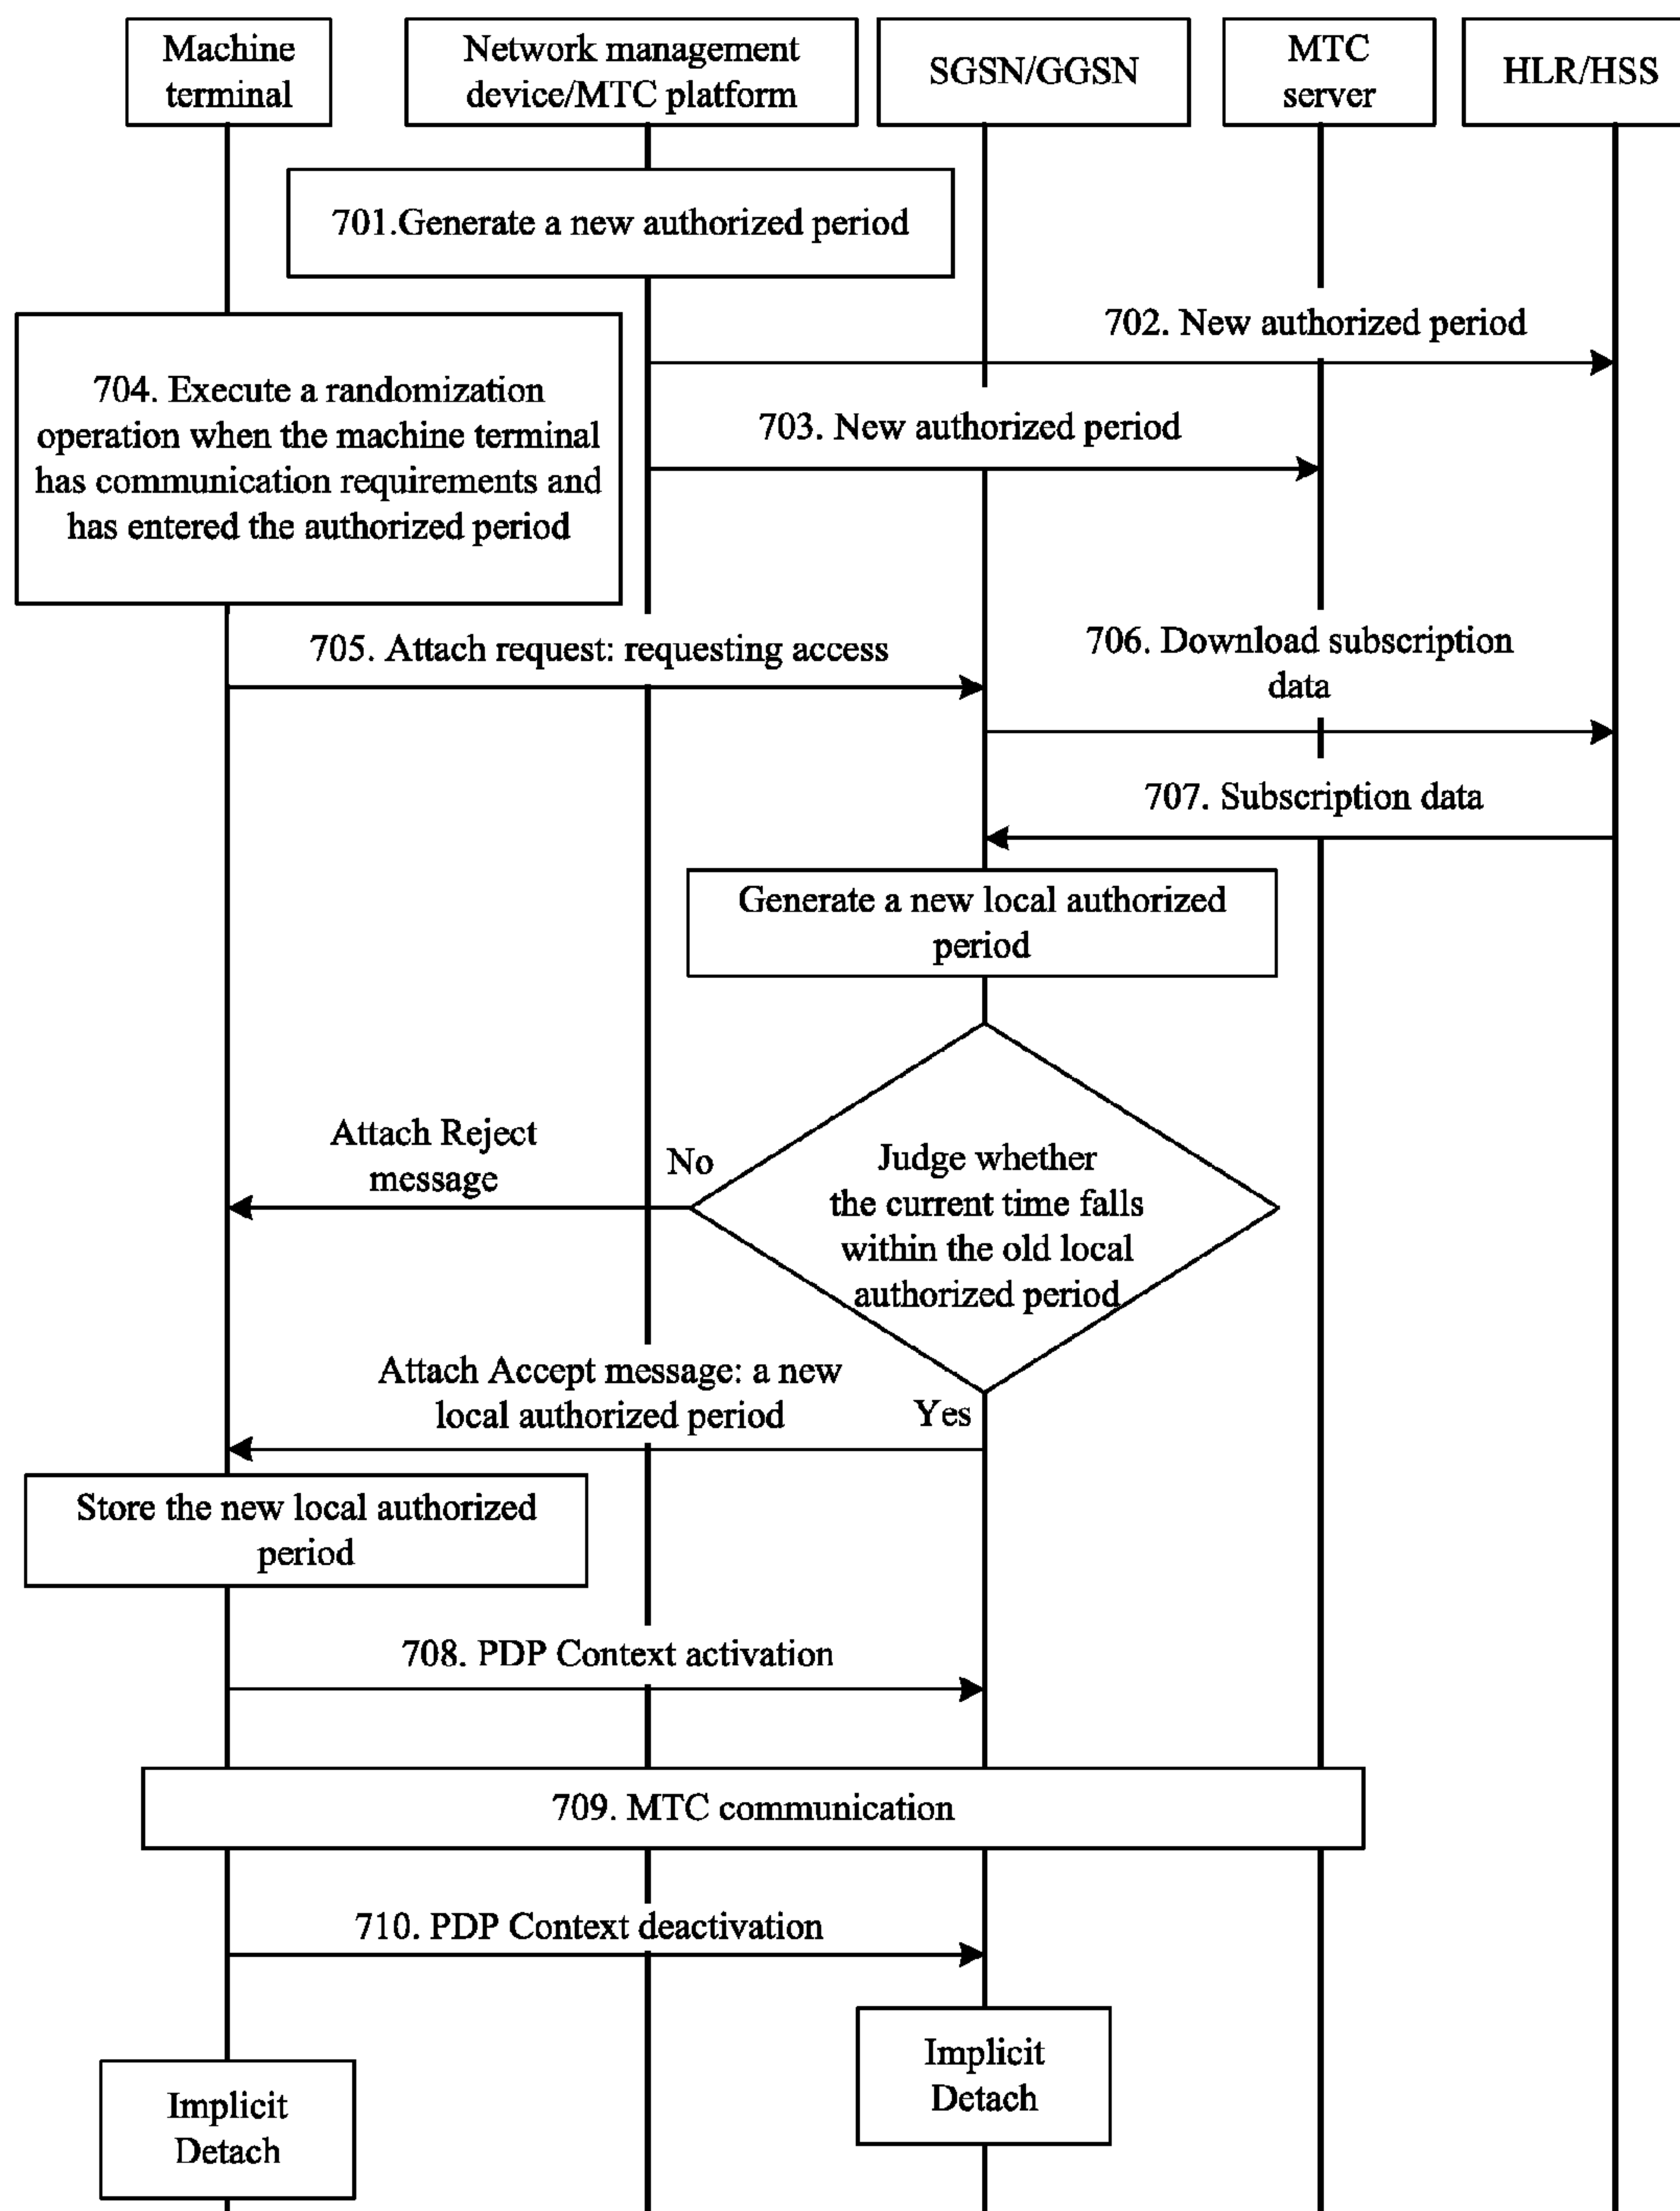 Machine
terminal
Network management
device/MTC platform
SGSN/GGSN
MTC
server
HLR/HSS
701.Generate a new authorized period
702. New authorized period
703. New authorized period
704. Execute a randomization
operation when the machine terminal
has communication requirements and
has entered the authorized period
705. Attach request: requesting access
706. Download subscription
data
707. Subscription data
Generate a new local authorized
period
Judge whether
the current time falls
within the old local
authorized period
No
Attach Reject
message
Yes
Attach Accept message: a new
local authorized period
Store the new local authorized
period
708. PDP Context activation
709. MTC communication
710. PDP Context deactivation
Implicit
Detach
Implicit
Detach